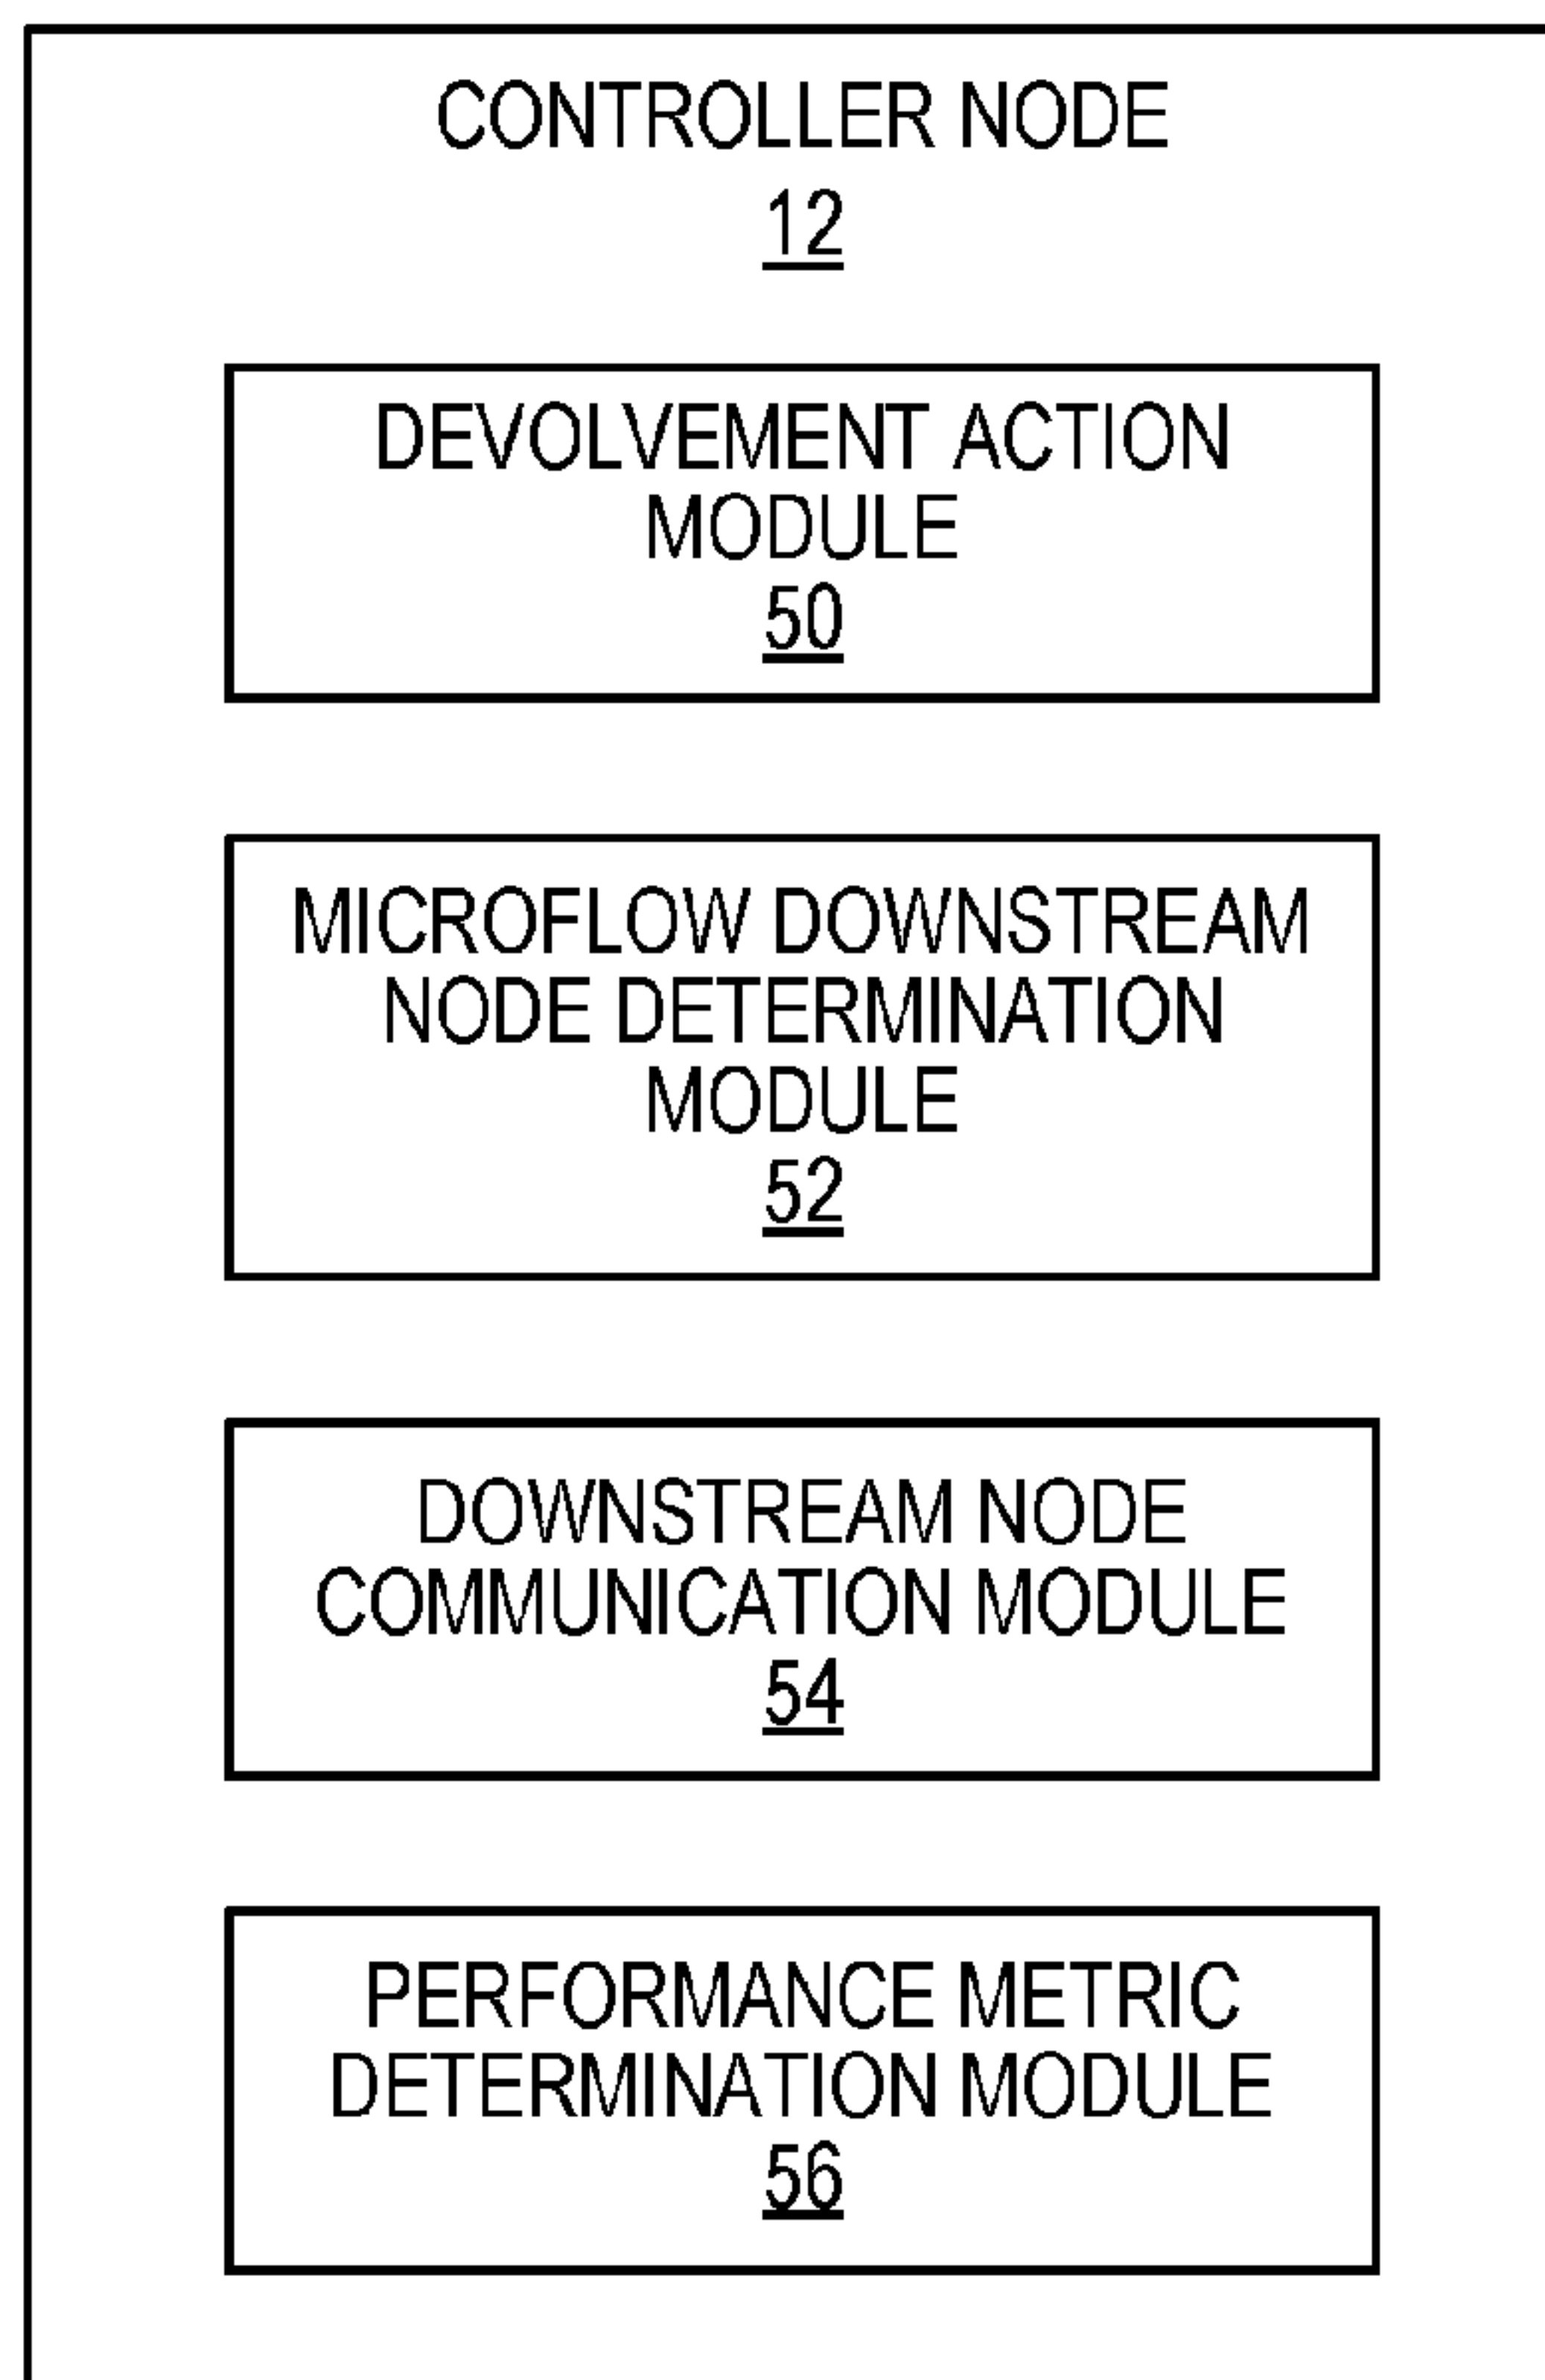 CONTROLLER NODE
12
DEVOLVEMENT ACTION
MODULE
50
MICROFLOW DOWNSTREAM
NODE DETERMINATION
MODULE
52
DOWNSTREAM NODE
COMMUNICATION MODULE
54
PERFORMANCE METRIC
DETERMINATION MODULE
56